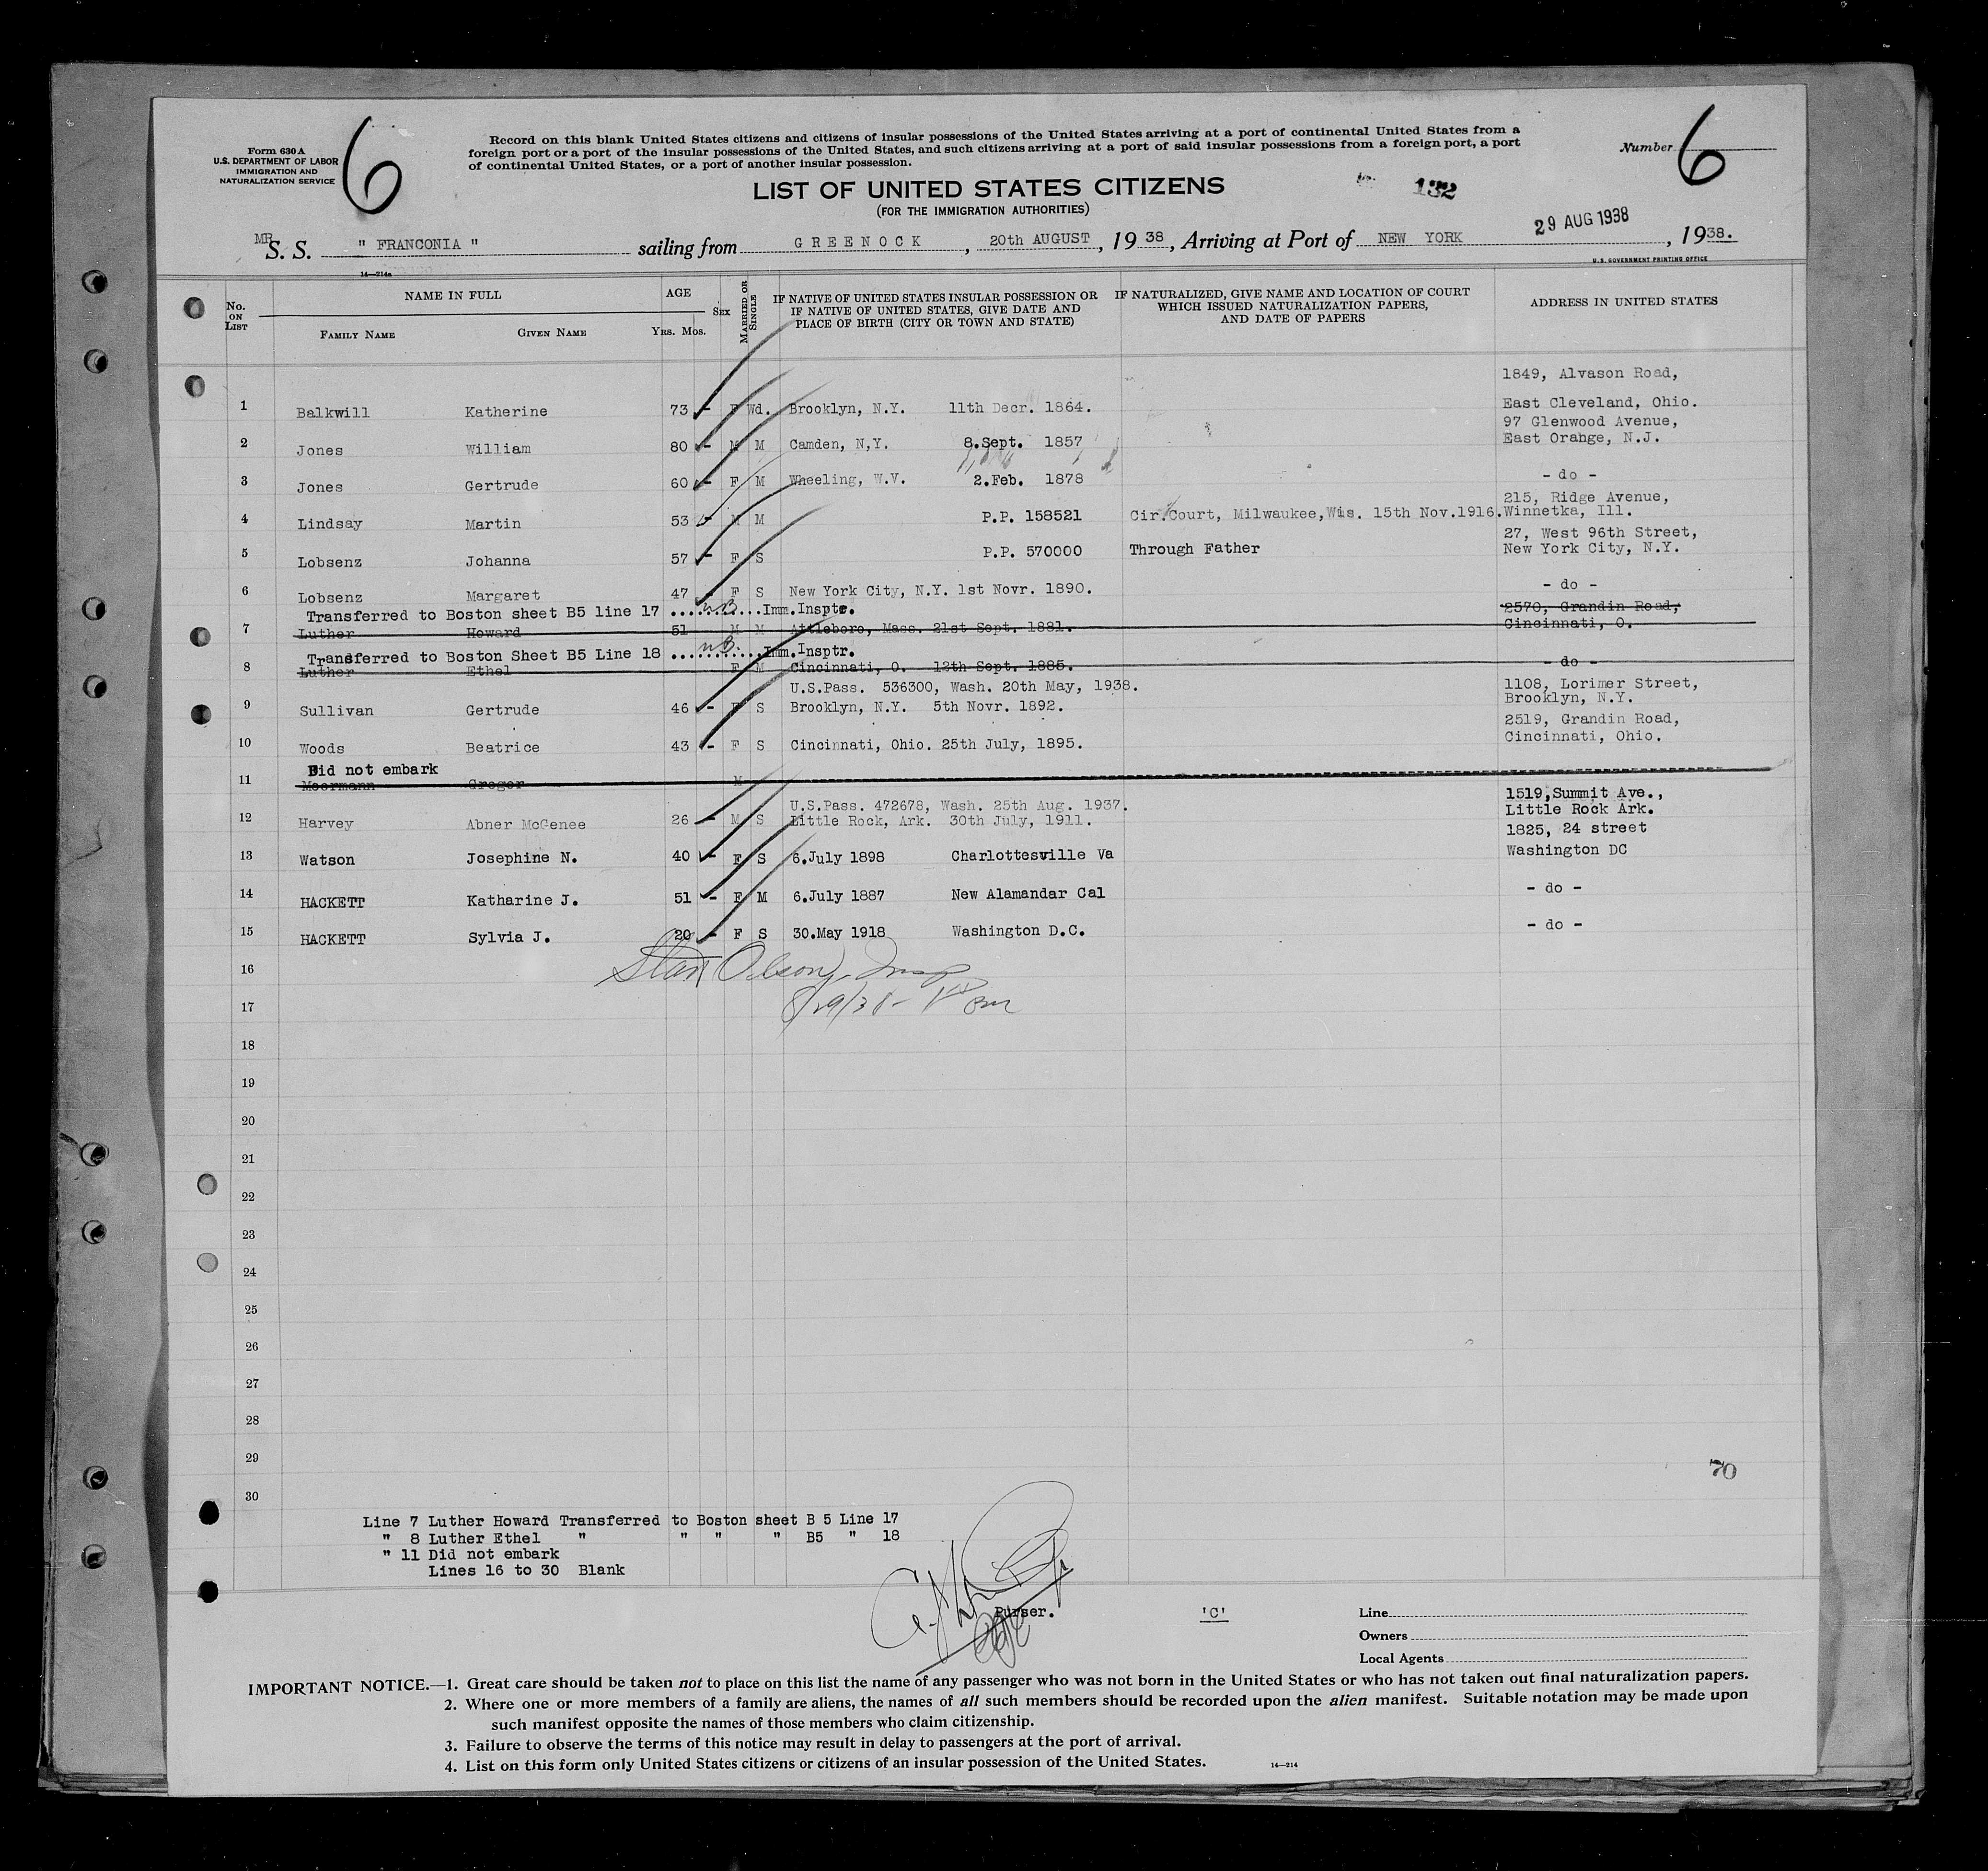 Form 630 A
U.S. DEPARTMENT OF LABOR
IMMIGRATION AND
NATURALIZATION SERVICE
6
Record on this blank United States citizens and citizens of insular possessions of the United States arriving at a port of continental United States from a
foreign port or a port of the insular possessions of the United States, and such citizens arriving at a port of said insular possessions from a foreign port, a port
of continental United States, or a port of another insular possession.
Number 6
LIST OF UNITED STATES CITIZENS
(FOR THE IMMIGRATION AUTHORITIES)
132
29 AUG 1938
MR
S. S. " FRANCONIA " sailing from GREENOCK, 20th AUGUST, 1938, Arriving at Port of NEW YORK, 1938.
14—214a
U.S. GOVERNMENT PRINTING OFFICE
No. ON LIST
NAME IN FULL
FAMILY NAME GIVEN NAME
AGE
YRS. MOS.
SEX
MARRIED OR SINGLE
IF NATIVE OF UNITED STATES INSULAR POSSESSION OR
IF NATIVE OF UNITED STATES, GIVE DATE AND
PLACE OF BIRTH (CITY OR TOWN AND STATE)
IF NATURALIZED, GIVE NAME AND LOCATION OF COURT
WHICH ISSUED NATURALIZATION PAPERS,
AND DATE OF PAPERS
ADDRESS IN UNITED STATES
1849, Alvason Road,
1 Balkwill Katherine 73 - F Wd. Brooklyn, N.Y. 11th Decr. 1864. East Cleveland, Ohio.
97 Glenwood Avenue,
2 Jones William 80 - M M Camden, N,Y. 8.Sept. 1857 East Orange, N.J.
3 Jones Gertrude 60 - F M Wheeling, W.V. 2.Feb. 1878 - do -
215, Ridge Avenue,
4 Lindsay Martin 53 - M M P.P. 158521 Cir.Court, Milwaukee,Wis. 15th Nov.1916. Winnetka, Ill.
27, West 96th Street,
5 Lobsenz Johanna 57 - F S P.P. 570000 Through Father New York City, N.Y.
6 Lobsenz Margaret 47 - F S New York City, N.Y. 1st Novr. 1890. - do -
Transferred to Boston sheet B5 line 17 ............Imm.Insptr. 2570, Grandin Road,
7 Luther Howard 51 M M Attleboro, Mass. 21st Sept. 1881. Cincinnati, O.
Transferred to Boston Sheet B5 Line 18 ............Imm.Insptr.
8 Luther Ethel F M Cincinnati, O. 12th Sept. 1885. - do -
U.S.Pass. 536300, Wash. 20th May, 1938. 1108, Lorimer Street,
9 Sullivan Gertrude 46 - F S Brooklyn, N.Y. 5th Novr. 1892. Brooklyn, N.Y.
2519, Grandin Road,
10 Woods Beatrice 43 - F S Cincinnati, Ohio. 25th July, 1895. Cincinnati, Ohio.
Did not embark
11 Moormann Gregor M
U.S.Pass. 472678, Wash. 25th Aug. 1937. 1519,Summit Ave.,
12 Harvey Abner McGenee 26 - M S Little Rock, Ark. 30th July, 1911. Little Rock Ark.
1825, 24 street
13 Watson Josephine N. 40 - F S 6.July 1898 Charlottesville Va Washington DC
14 HACKETT Katharine J. 51 - F M 6.July 1887 New Alamandar Cal - do -
15 HACKETT Sylvia J. 20 - F S 30.May 1918 Washington D.C. - do -
16
Olson, Insp
17
8/29/38
18
19
20
21
22
23
24
25
26
27
28
29
70
30
Line 7 Luther Howard Transferred to Boston sheet B 5 Line 17
" 8 Luther Ethel " " " " B5 " 18
" 11 Did not embark
Lines 16 to 30 Blank
Purser.
'C'
Line
Owners
Local Agents
IMPORTANT NOTICE.—1. Great care should be taken not to place on this list the name of any passenger who was not born in the United States or who has not taken out final naturalization papers.
2. Where one or more members of a family are aliens, the names of all such members should be recorded upon the alien manifest. Suitable notation may be made upon
such manifest opposite the names of those members who claim citizenship.
3. Failure to observe the terms of this notice may result in delay to passengers at the port of arrival.
4. List on this form only United States citizens or citizens of an insular possession of the United States.
14—214